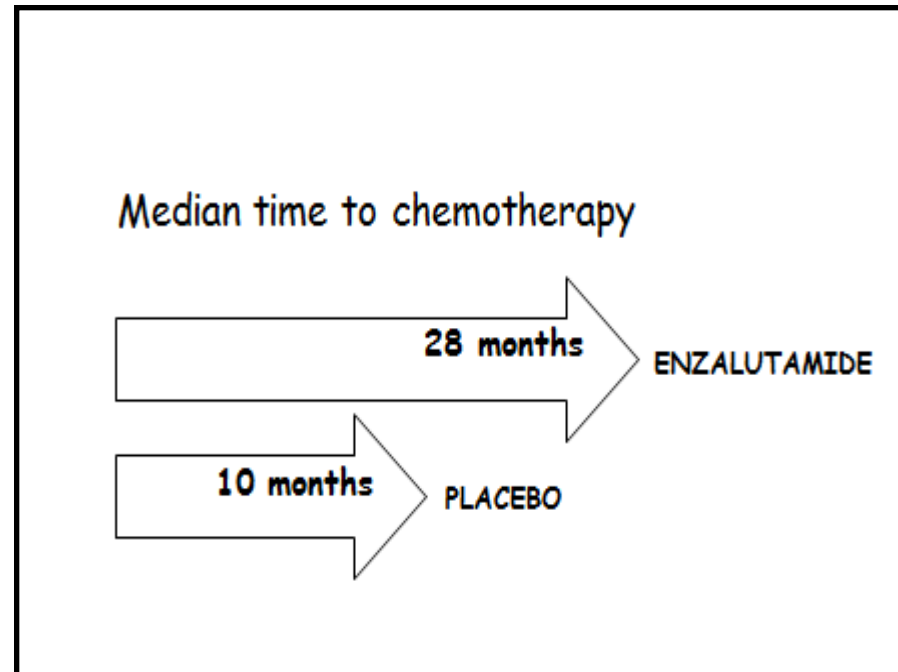 Median time to chemotherapy
28 months
ENZALUTAMIDE
10 months
PLACEBO